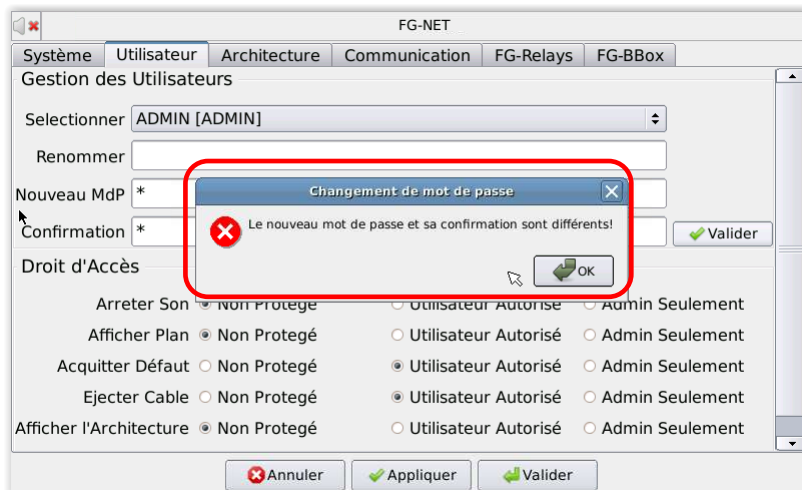 FG-NET
Système Utilisateur Architecture Communication FG-Relays FG-BBox
Gestion des Utilisateurs
Selectionner ADMIN [ADMIN]
Renommer
Nouveau MdP *
Confirmation * Valider
Changement de mot de passe
Le nouveau mot de passe et sa confirmation sont différents!
OK
Droit d'Accès
Arreter Son Non Protegé Utilisateur Autorisé Admin Seulement
Afficher Plan Non Protegé Utilisateur Autorisé Admin Seulement
Acquitter Défaut Non Protegé Utilisateur Autorisé Admin Seulement
Ejecter Cable Non Protegé Utilisateur Autorisé Admin Seulement
Afficher l'Architecture Non Protegé Utilisateur Autorisé Admin Seulement
Annuler Appliquer Valider